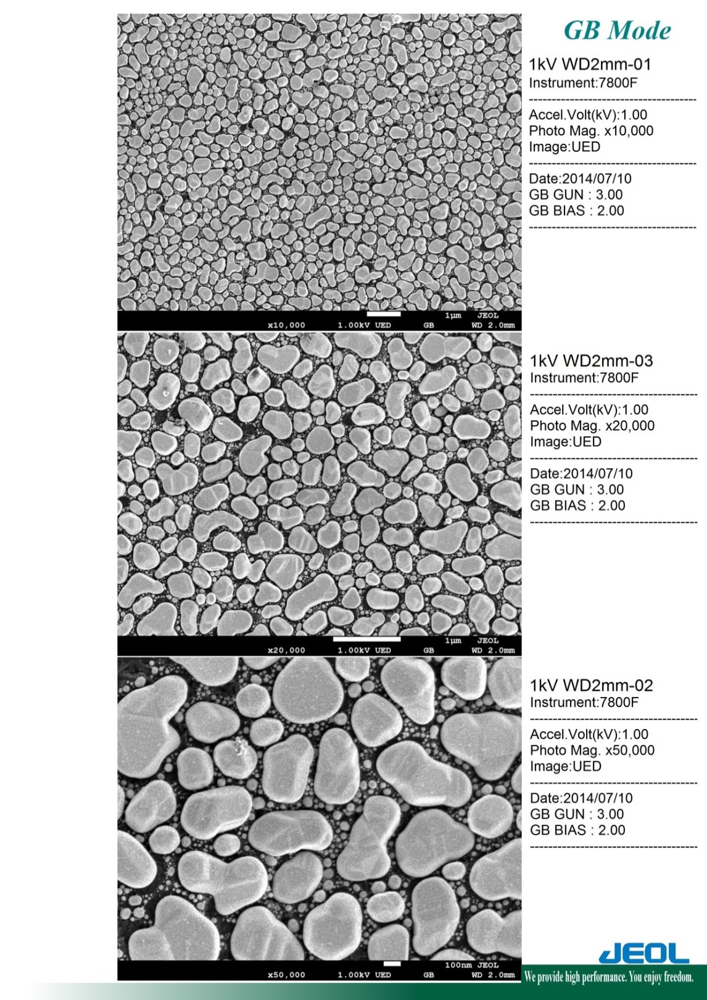 GB Mode
1kV WD2mm-01
Instrument:7800F
-------------------------------------
Accel.Volt(kV):1.00
Photo Mag. x10,000
Image:UED
-------------------------------------
Date:2014/07/10
GB GUN : 3.00
GB BIAS : 2.00
-------------------------------------
1µm JEOL
x10,000 1.00kV UED GB WD 2.0mm
1kV WD2mm-03
Instrument:7800F
-------------------------------------
Accel.Volt(kV):1.00
Photo Mag. x20,000
Image:UED
-------------------------------------
Date:2014/07/10
GB GUN : 3.00
GB BIAS : 2.00
-------------------------------------
1µm JEOL
x20,000 1.00kV UED GB WD 2.0mm
1kV WD2mm-02
Instrument:7800F
-------------------------------------
Accel.Volt(kV):1.00
Photo Mag. x50,000
Image:UED
-------------------------------------
Date:2014/07/10
GB GUN : 3.00
GB BIAS : 2.00
-------------------------------------
100nm JEOL
x50,000 1.00kV UED GB WD 2.0mm
JEOL
We provide high performance. You enjoy freedom.